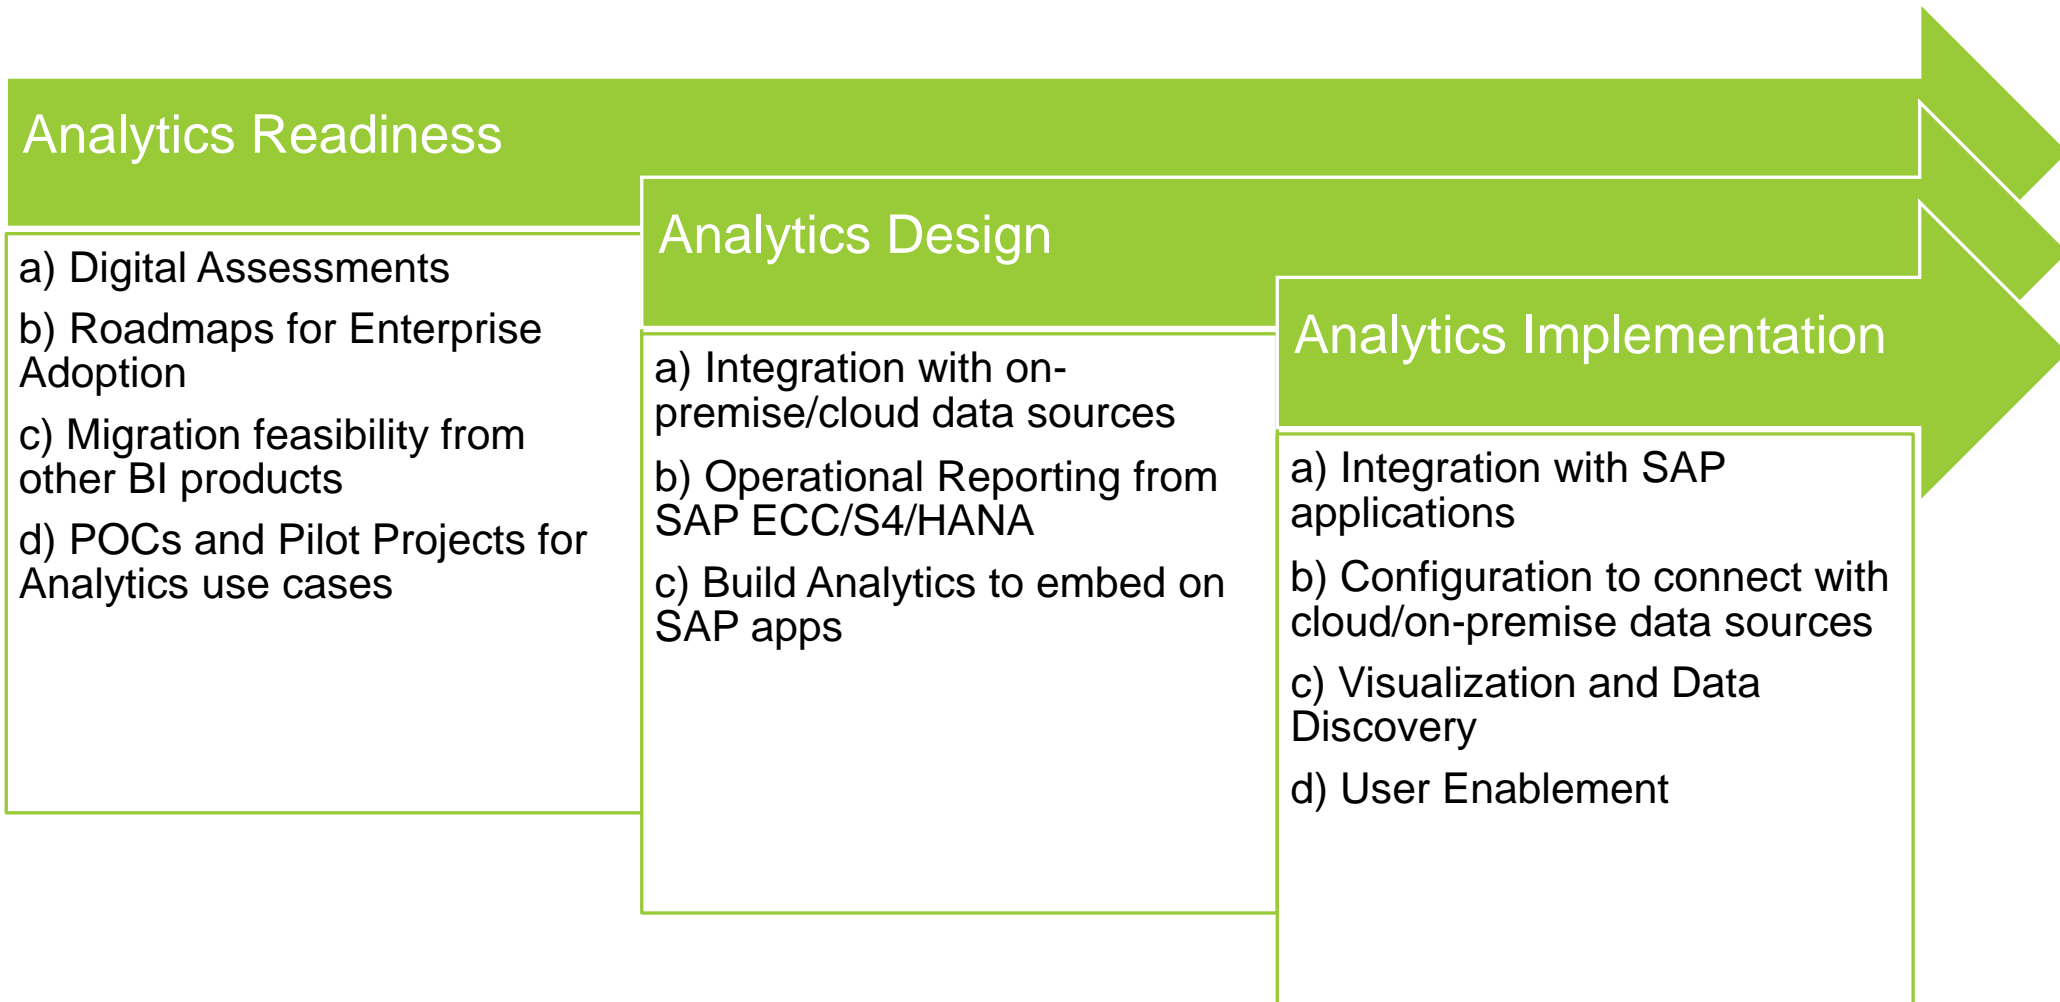 Analytics Readiness
a) Digital Assessments
b) Roadmaps for Enterprise
Adoption
c) Migration feasibility from
other BI products
d) POCs and Pilot Projects for
Analytics use cases
Analytics Design
a) Integration with on-
premise/cloud data sources
b) Operational Reporting from
SAP ECC/S4/HANA
c) Build Analytics to embed on
SAP apps
Analytics Implementation
a) Integration with SAP
applications
b) Configuration to connect with
cloud/on-premise data sources
c) Visualization and Data
Discovery
d) User Enablement